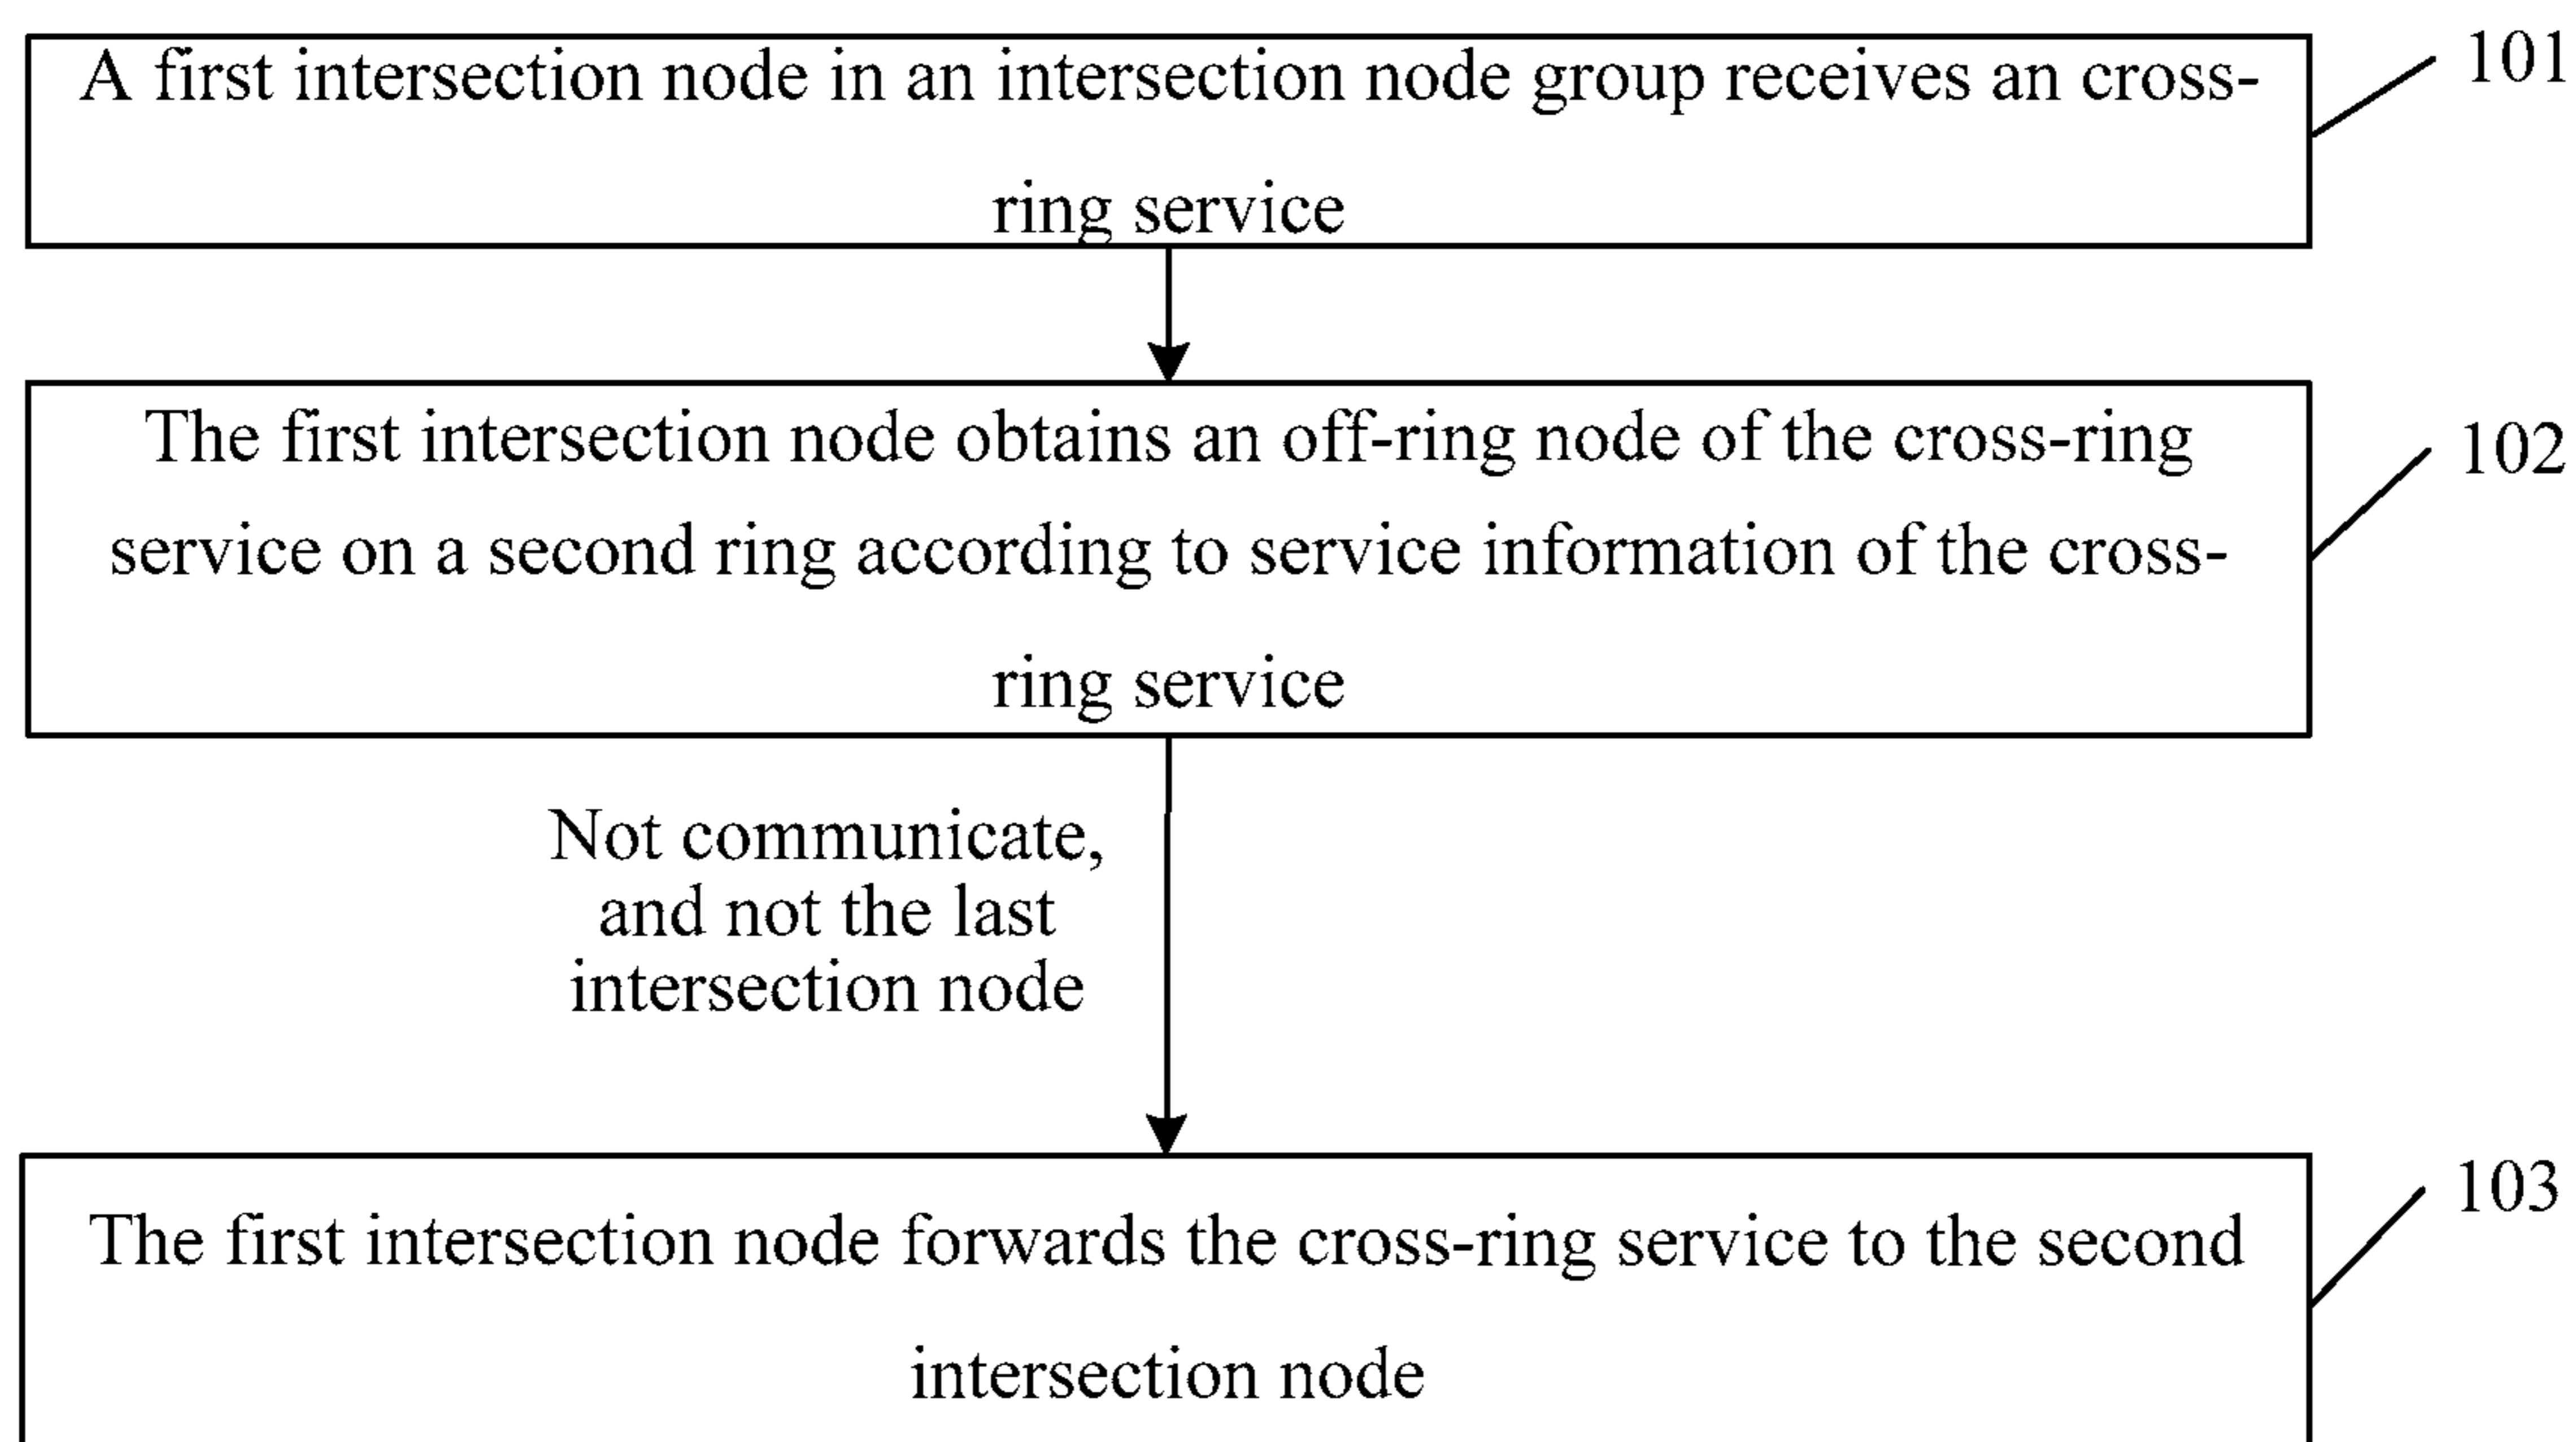 A first intersection node in an intersection node group receives an cross-
ring service
101
The first intersection node obtains an off-ring node of the cross-ring
service on a second ring according to service information of the cross-
ring service
102
Not communicate,
and not the last
intersection node
The first intersection node forwards the cross-ring service to the second
intersection node
103